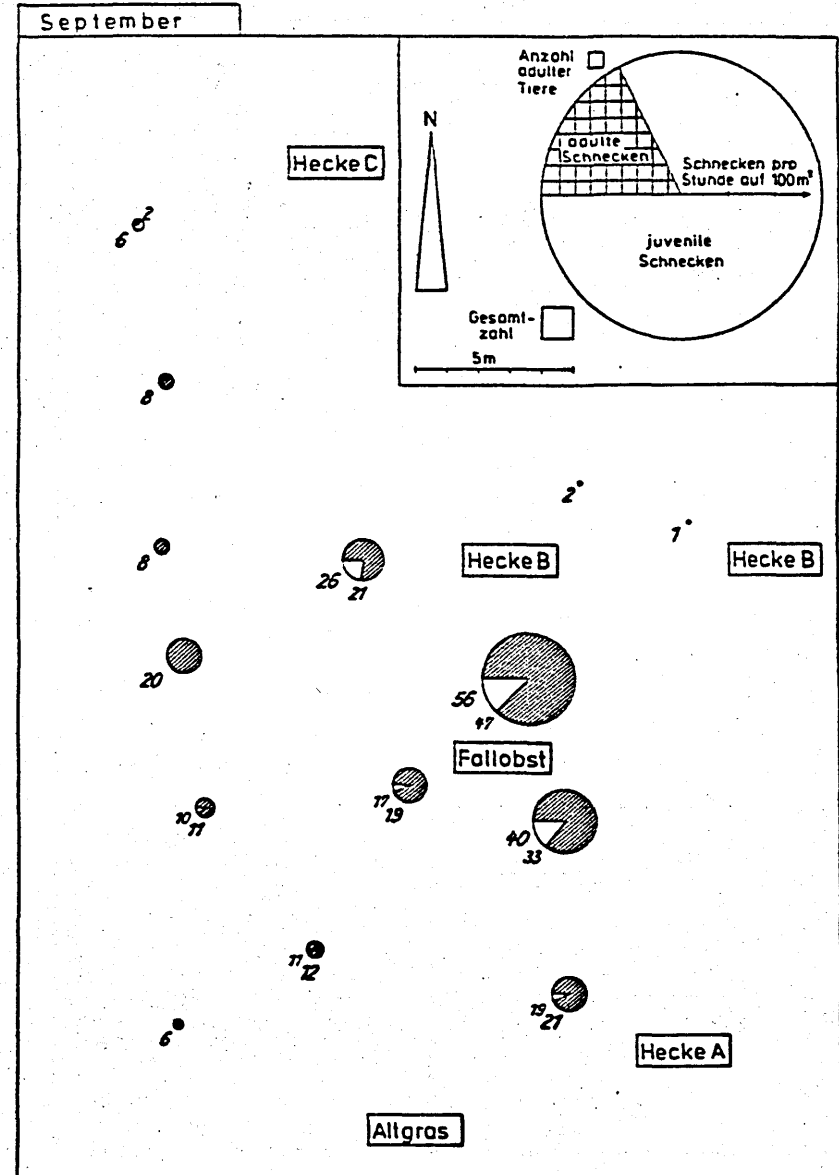 September
Anzahl
adulter
Tiere
N
Hecke C
adulte
Schnecken
Schnecken pro
Stunde auf 100m²
juvenile
Schnecken
2
6
Gesamt-
zahl
5m
8
2
1
8
26
21
Hecke B
Hecke B
20
56
47
Fallobst
10
11
17
19
40
33
11
12
19
21
6
Hecke A
Altgras